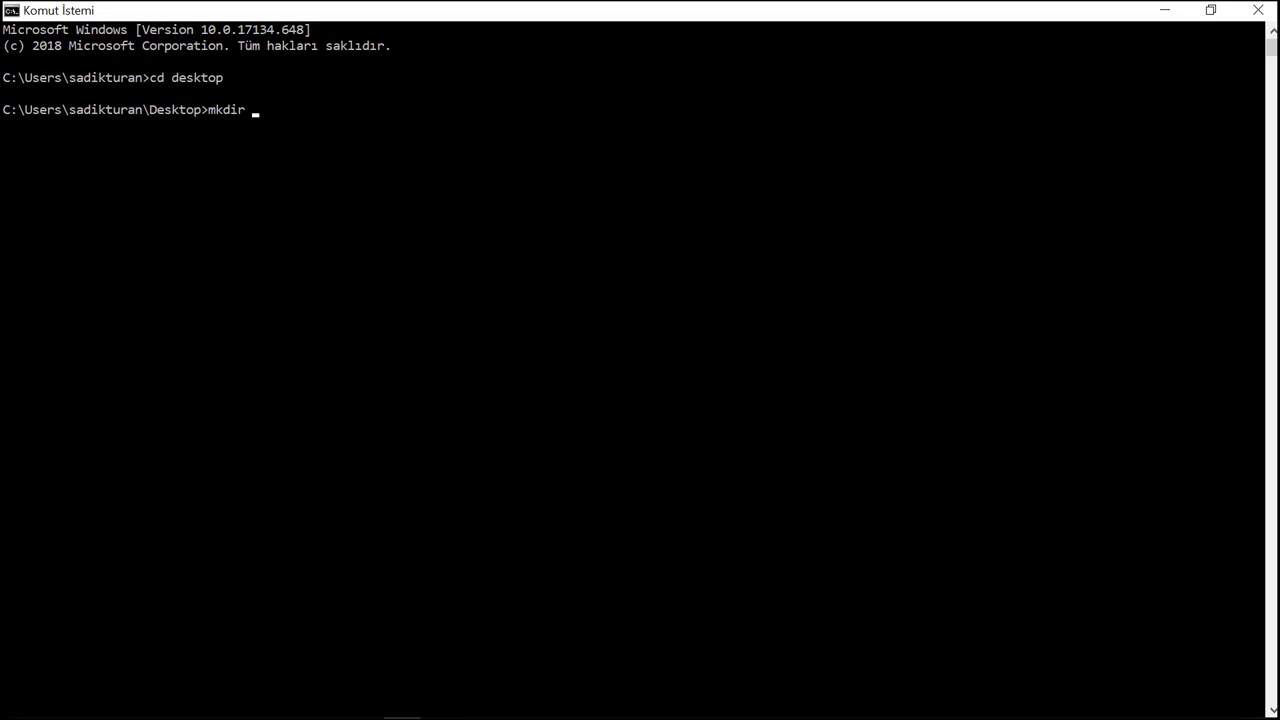 Komut İstemi
Microsoft Windows [Version 10.0.17134.648]
(c) 2018 Microsoft Corporation. Tüm hakları saklıdır.
C:\Users\sadikturan>cd desktop
C:\Users\sadikturan\Desktop>mkdir _